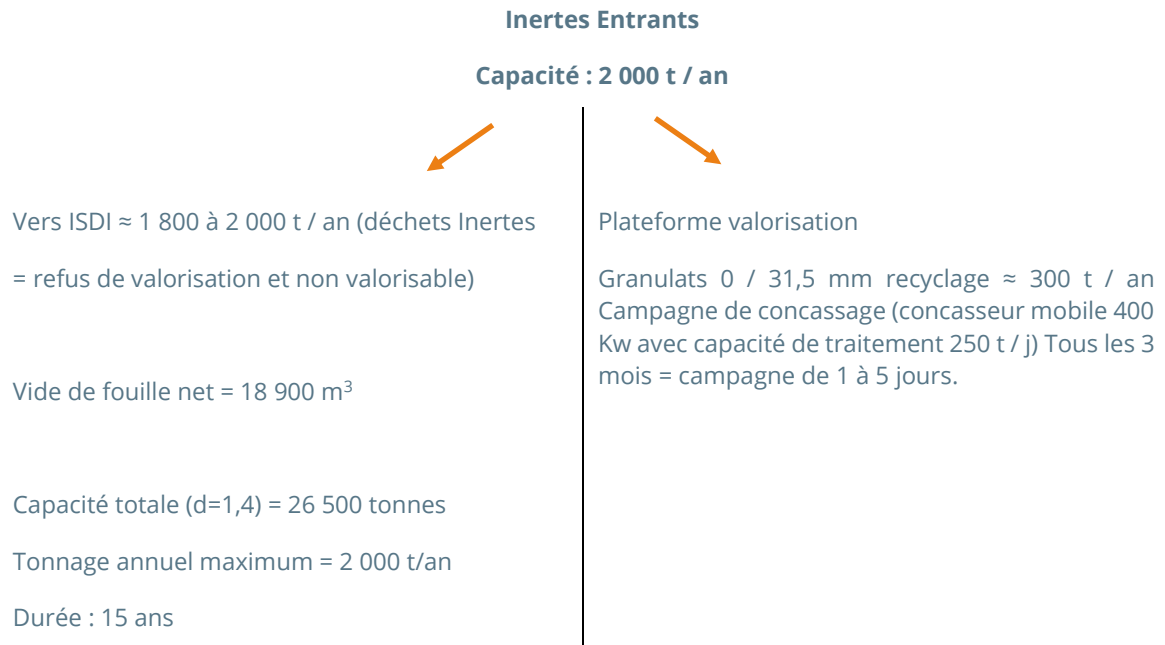 Inertes Entrants
Capacité : 2 000 t / an
Vers ISDI ≈ 1 800 à 2 000 t / an (déchets Inertes
= refus de valorisation et non valorisable)
Vide de fouille net = 18 900 m³
Capacité totale (d=1,4) = 26 500 tonnes
Tonnage annuel maximum = 2 000 t/an
Durée : 15 ans
Plateforme valorisation
Granulats 0 / 31,5 mm recyclage ≈ 300 t / an
Campagne de concassage (concasseur mobile 400
Kw avec capacité de traitement 250 t / j) Tous les 3
mois = campagne de 1 à 5 jours.